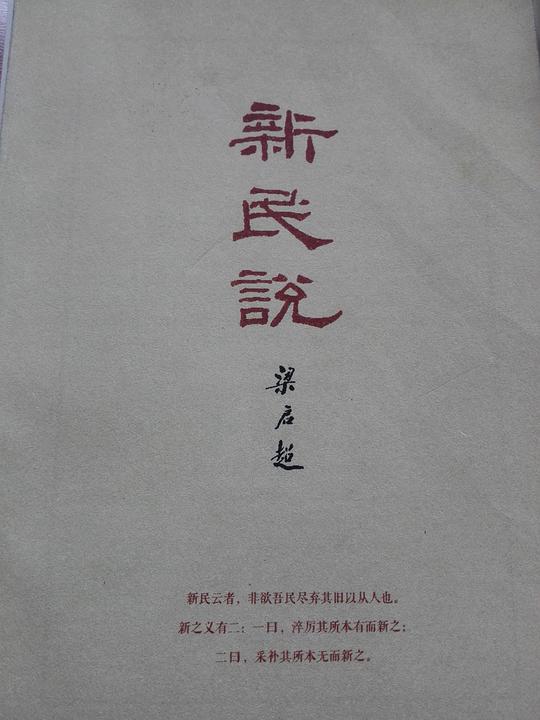 新民說
梁启超
新民云者，非欲吾民尽弃其旧以从人也。
新之义有二：一曰，淬厉其所本有而新之；
二曰，采补其所本无而新之。